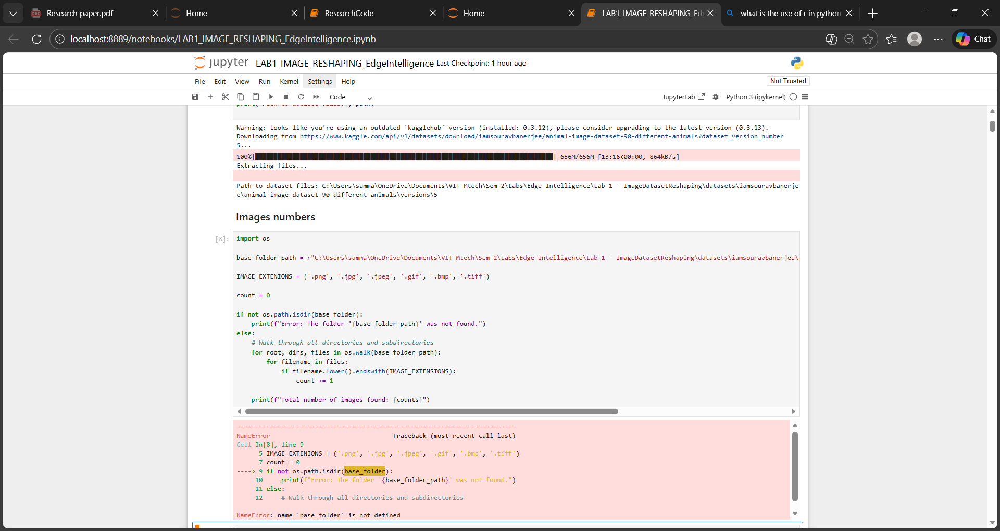 Research paper.pdf
Home
ResearchCode
Home
LAB1_IMAGE_RESHAPING_Ed
what is the use of r in python
localhost:8889/notebooks/LAB1_IMAGE_RESHAPING_EdgeIntelligence.ipynb
Chat
jupyter LAB1_IMAGE_RESHAPING_EdgeIntelligence Last Checkpoint: 1 hour ago
File Edit View Run Kernel Settings Help
Not Trusted
Code
JupyterLab
Python 3 (ipykernel)
Warning: Looks like you're using an outdated `kagglehub` version (installed: 0.3.12), please consider upgrading to the latest version (0.3.13).
Downloading from https://www.kaggle.com/api/v1/datasets/download/iamsouravbanerjee/animal-image-dataset-90-different-animals?dataset_version_number=
5...
100%| | 656M/656M [13:16<00:00, 864kB/s]
Extracting files...
Path to dataset files: C:\Users\samma\OneDrive\Documents\VIT Mtech\Sem 2\Labs\Edge Intelligence\Lab 1 - ImageDatasetReshaping\datasets\iamsouravbanerje
e\animal-image-dataset-90-different-animals\versions\5
Images numbers
[8]:
import os
base_folder_path = r"C:\Users\samma\OneDrive\Documents\VIT Mtech\Sem 2\Labs\Edge Intelligence\Lab 1 - ImageDatasetReshaping\datasets\iamsouravbanerjee\
IMAGE_EXTENIONS = ('.png', '.jpg', '.jpeg', '.gif', '.bmp', '.tiff')
count = 0
if not os.path.isdir(base_folder):
    print(f"Error: The folder '{base_folder_path}' was not found.")
else:
    # Walk through all directories and subdirectories
    for root, dirs, files in os.walk(base_folder_path):
        for filename in files:
            if filename.lower().endswith(IMAGE_EXTENSIONS):
                count += 1
    print(f"Total number of images found: {counts}")
---------------------------------------------------------------------------
NameError Traceback (most recent call last)
Cell In[8], line 9
5 IMAGE_EXTENIONS = ('.png', '.jpg', '.jpeg', '.gif', '.bmp', '.tiff')
7 count = 0
----> 9 if not os.path.isdir(base_folder):
10     print(f"Error: The folder '{base_folder_path}' was not found.")
11 else:
12     # Walk through all directories and subdirectories
NameError: name 'base_folder' is not defined